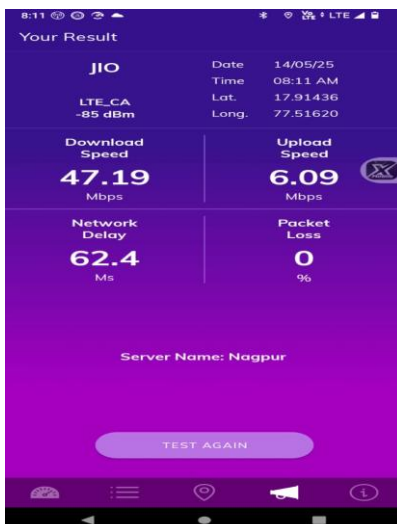 8:11 LTE
Your Result
JIO
LTE_CA
-85 dBm
Date 14/05/25
Time 08:11 AM
Lat. 17.91436
Long. 77.51620
Download
Speed
47.19
Mbps
Upload
Speed
6.09
Mbps
Network
Delay
62.4
Ms
Packet
Loss
0
%
Server Name: Nagpur
TEST AGAIN